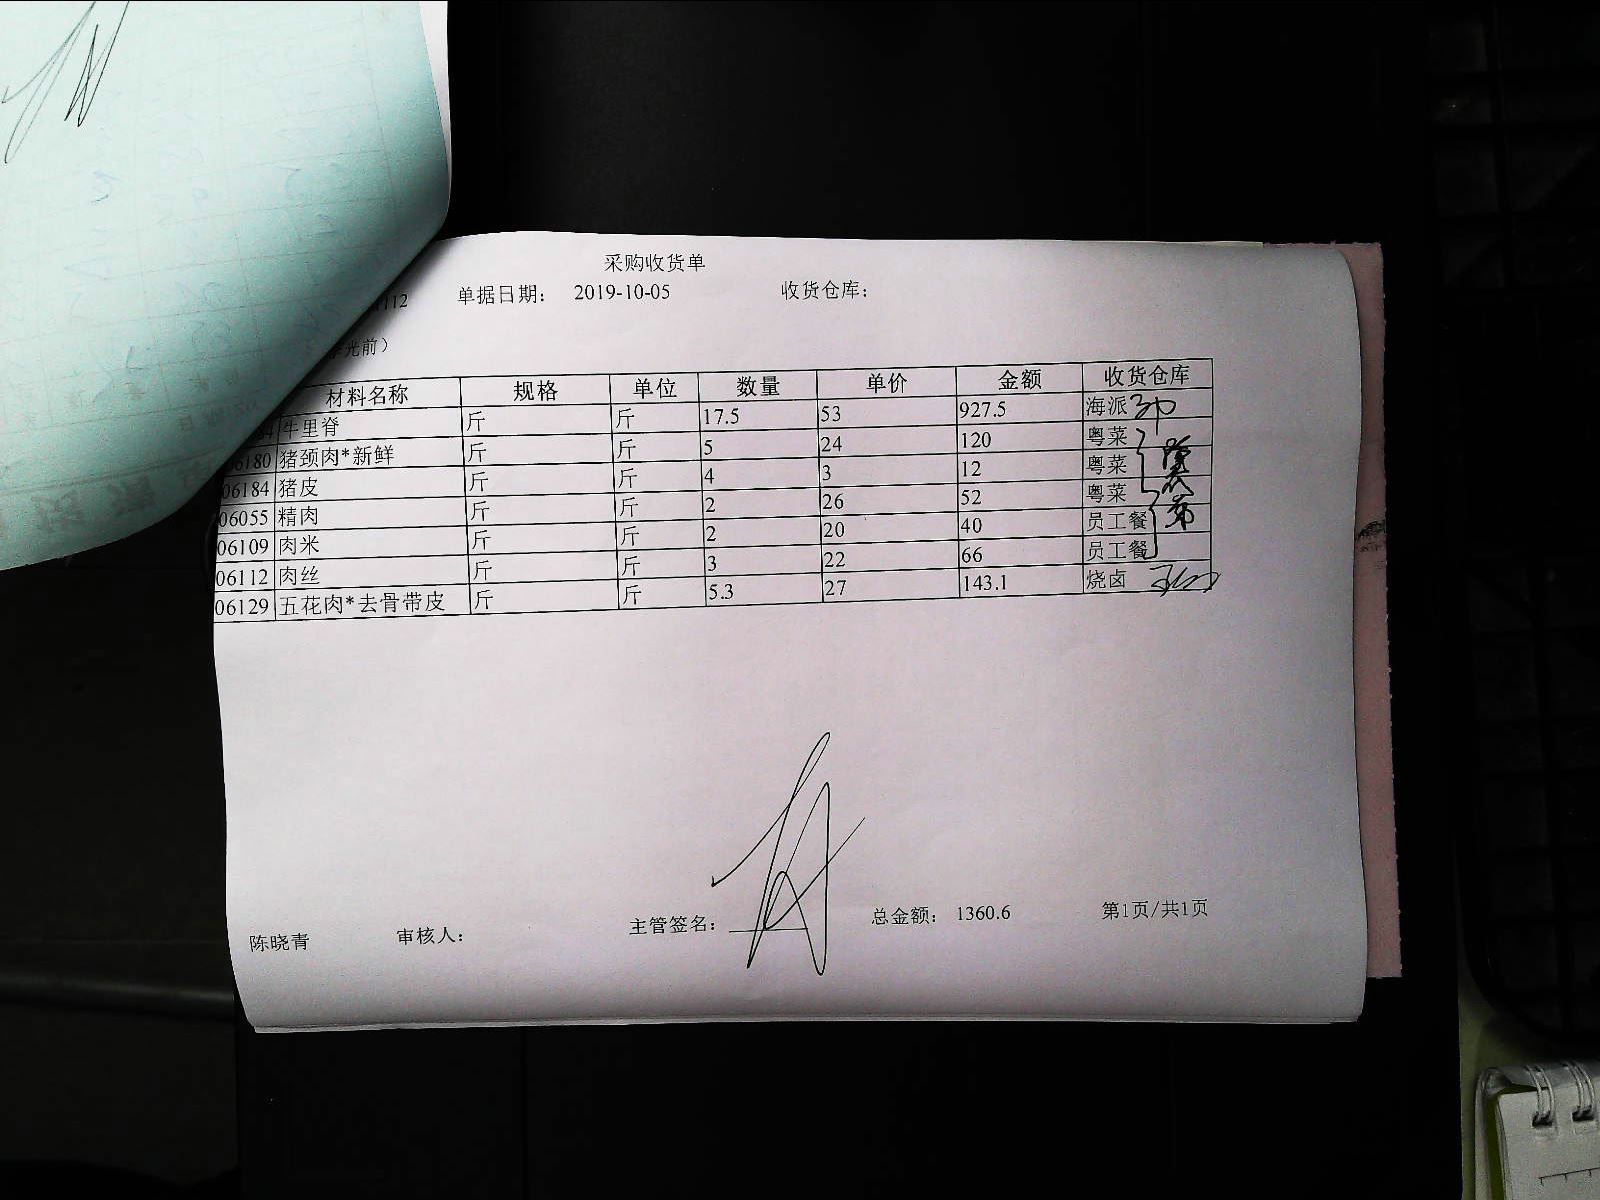 采购收货单
112 单据日期: 2019-10-05 收货仓库:
光前)
材料名称 规格 单位 数量 单价 金额 收货仓库
牛里脊 斤 斤 17.5 53 927.5 海派
06180 猪颈肉*新鲜 斤 斤 5 24 120 粤菜
06184 猪皮 斤 斤 4 3 12 粤菜
06055 精肉 斤 斤 2 26 52 粤菜
06109 肉米 斤 斤 2 20 40 员工餐
06112 肉丝 斤 斤 3 22 66 员工餐
06129 五花肉*去骨带皮 斤 斤 5.3 27 143.1 烧卤
陈晓青 审核人: 主管签名: 总金额: 1360.6 第1页/共1页